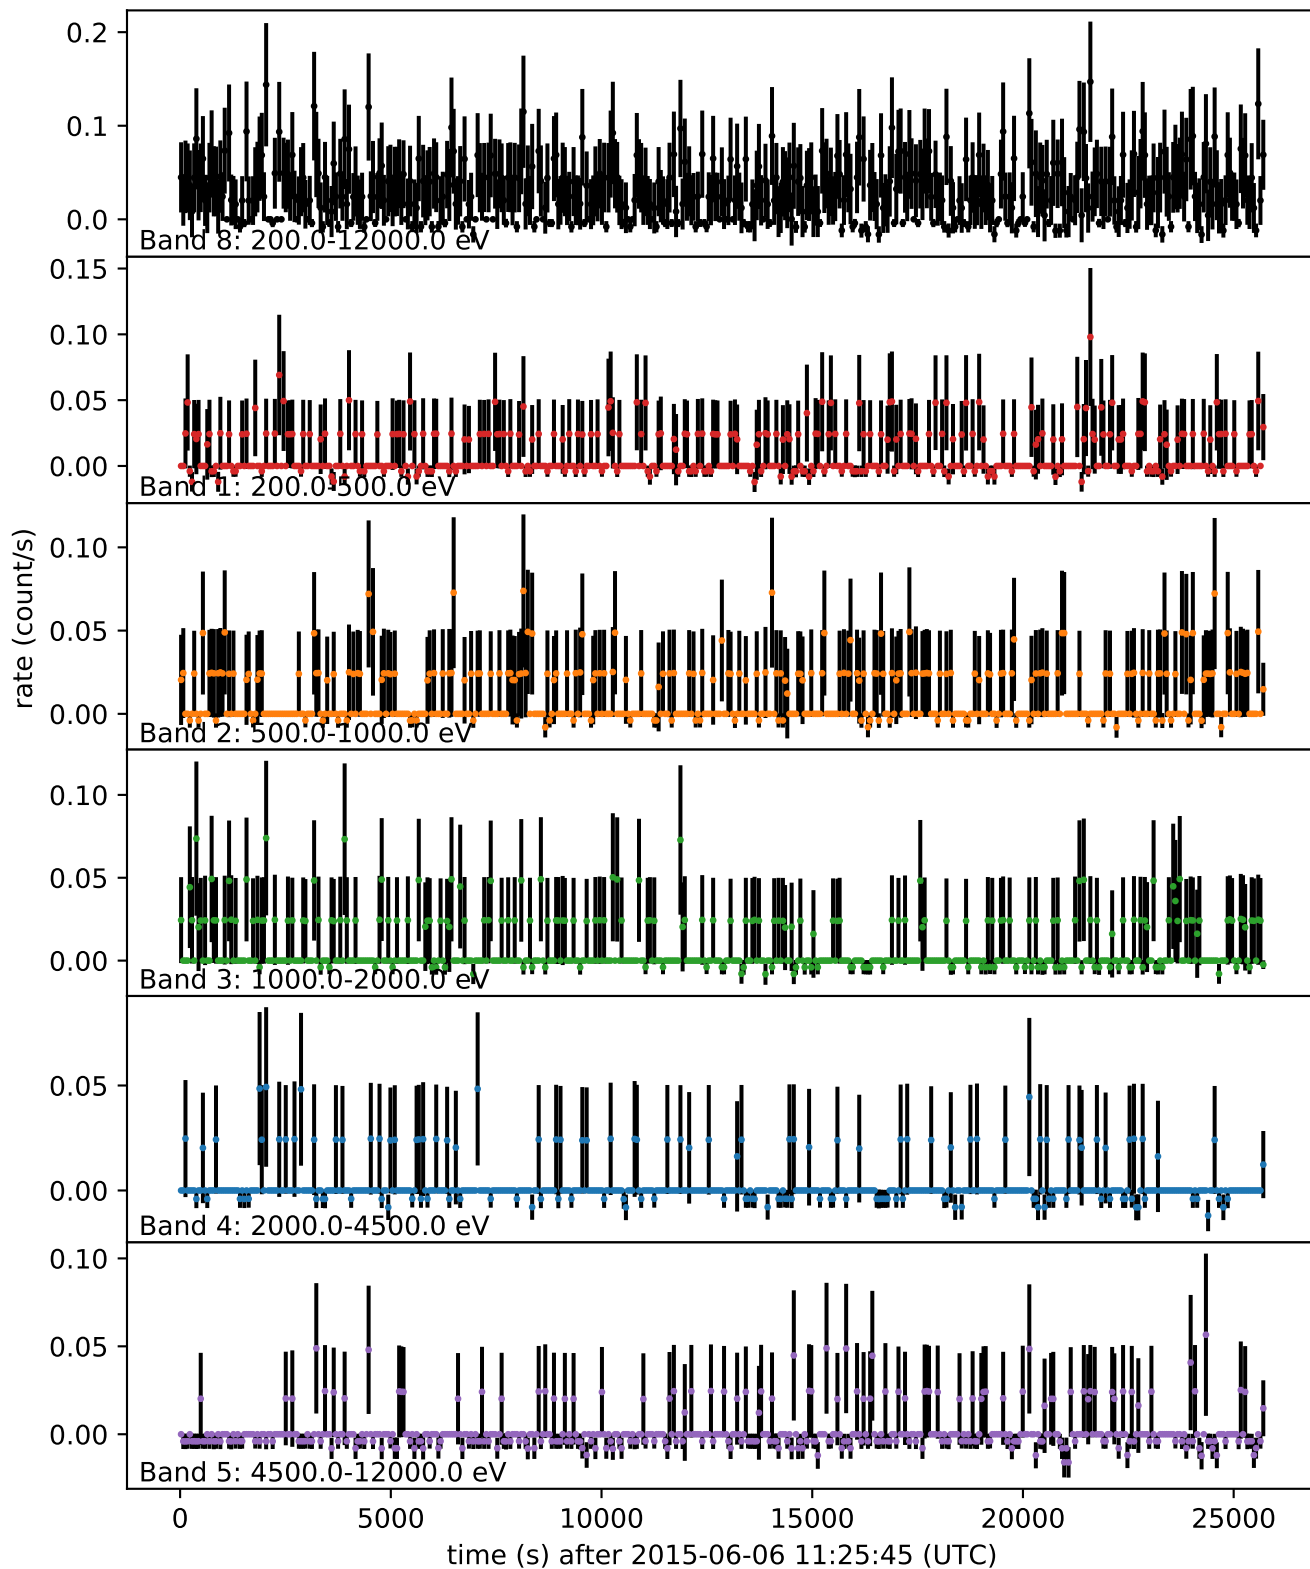 0.2
0.1
0.0
Band 8: 200.0-12000.0 eV
0.15
0.10
0.05
0.00
Band 1: 200.0-500.0 eV
0.10
0.05
0.00
Band 2: 500.0-1000.0 eV
rate (count/s)
0.10
0.05
0.00
Band 3: 1000.0-2000.0 eV
0.05
0.00
Band 4: 2000.0-4500.0 eV
0.10
0.05
0.00
Band 5: 4500.0-12000.0 eV
0 5000 10000 15000 20000 25000
time (s) after 2015-06-06 11:25:45 (UTC)